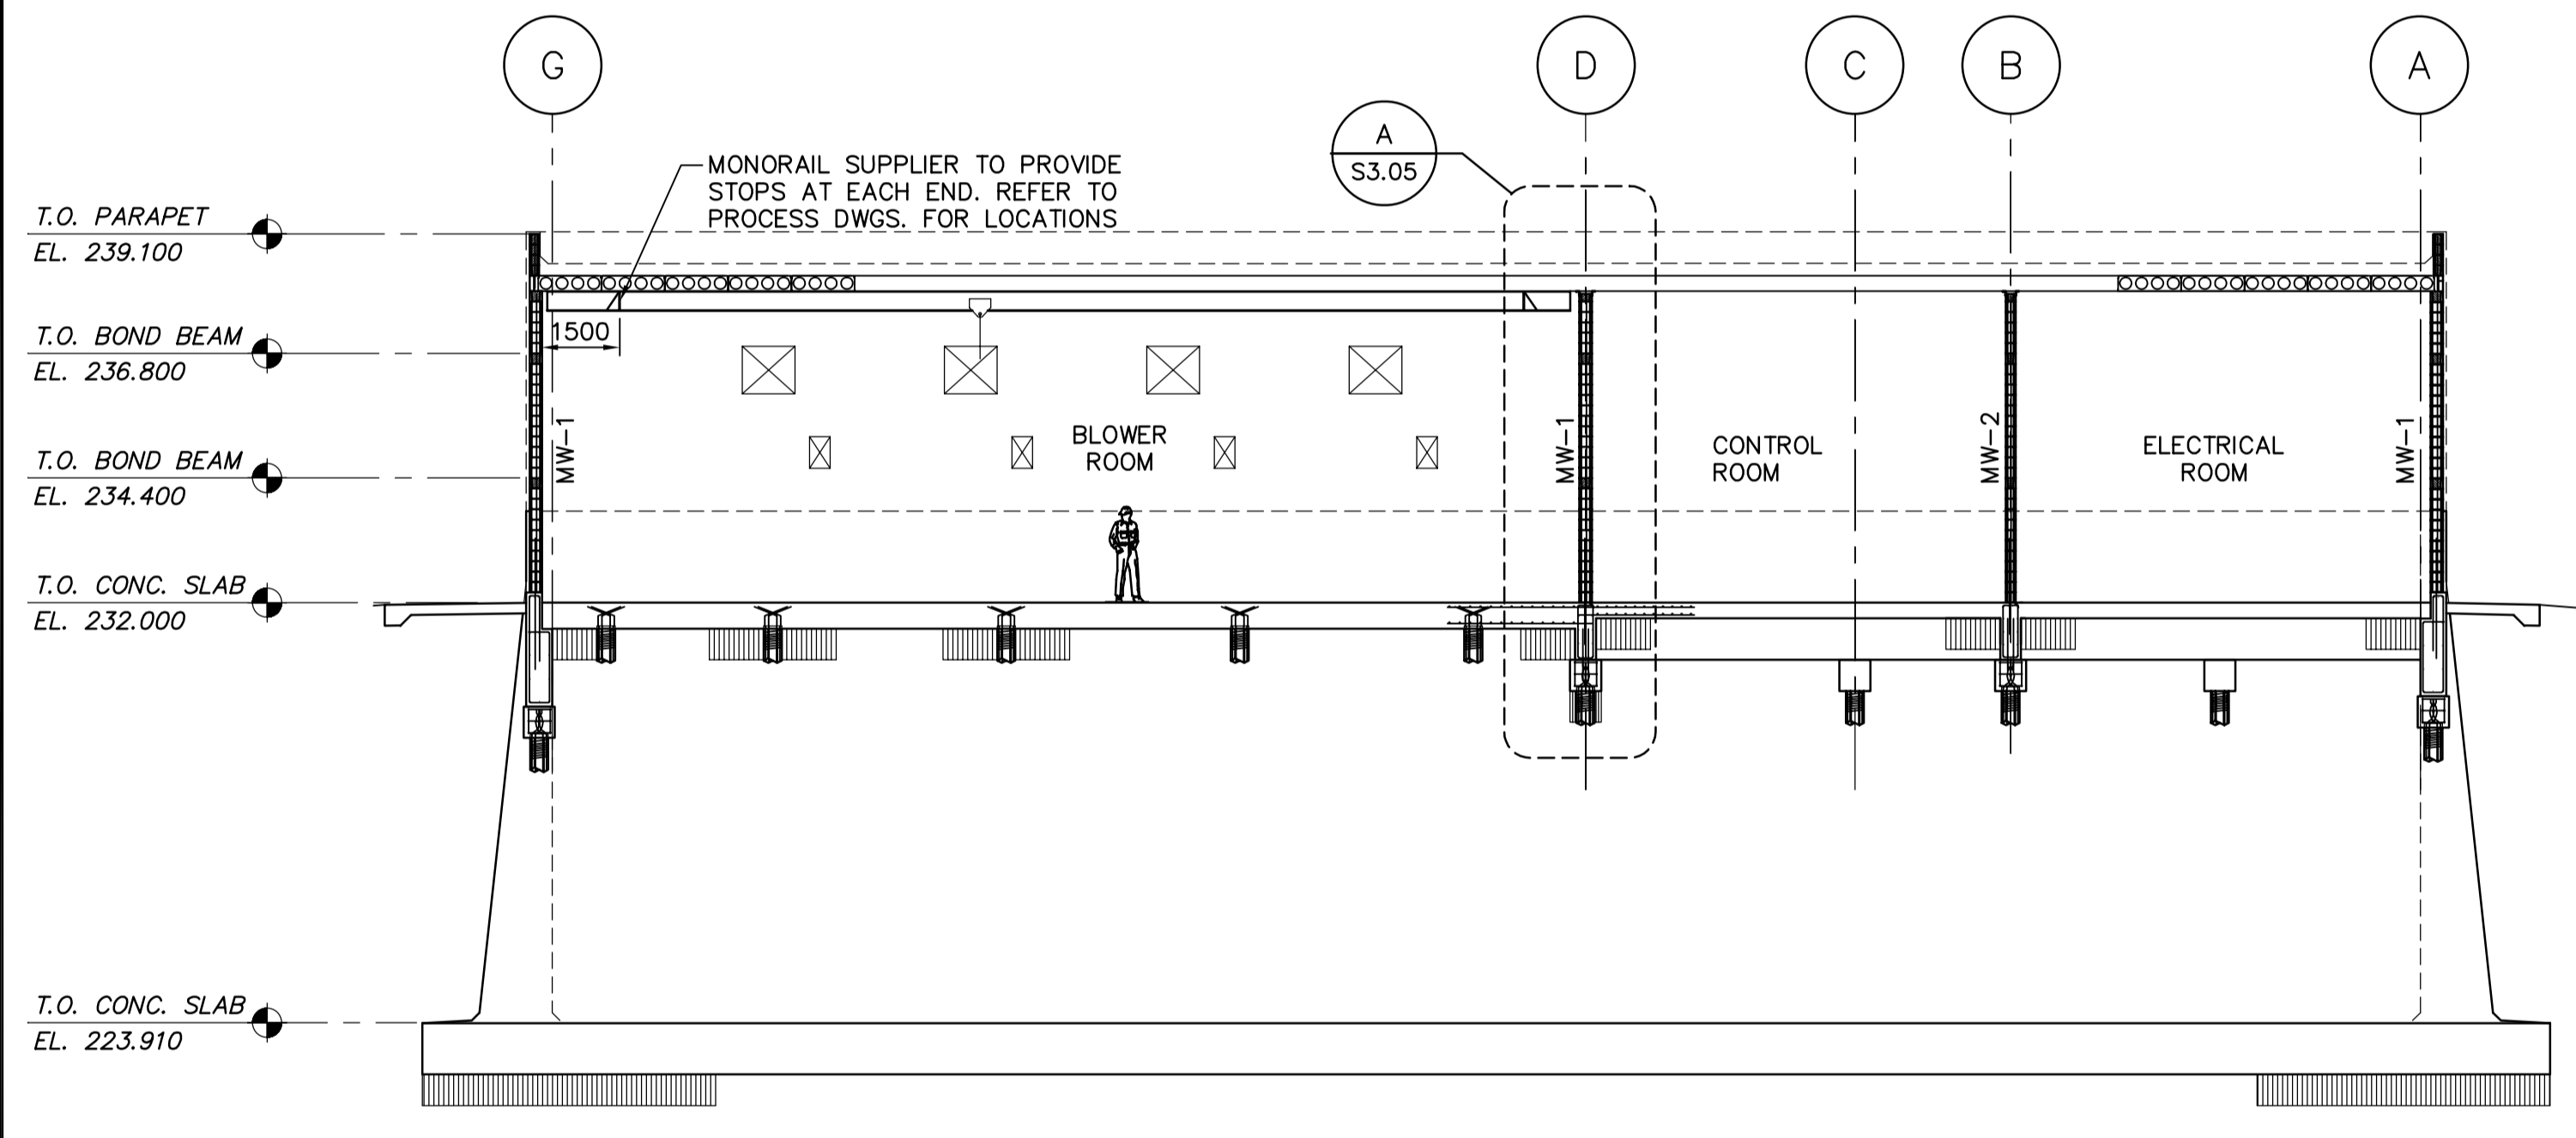 G
D
C
B
A
A
S3.05
MONORAIL SUPPLIER TO PROVIDE
STOPS AT EACH END. REFER TO
PROCESS DWGS. FOR LOCATIONS
T.O. PARAPET
EL. 239.100
T.O. BOND BEAM
EL. 236.800
1500
T.O. BOND BEAM
EL. 234.400
MW-1
BLOWER
ROOM
MW-1
CONTROL
ROOM
MW-2
ELECTRICAL
ROOM
MW-1
T.O. CONC. SLAB
EL. 232.000
T.O. CONC. SLAB
EL. 223.910